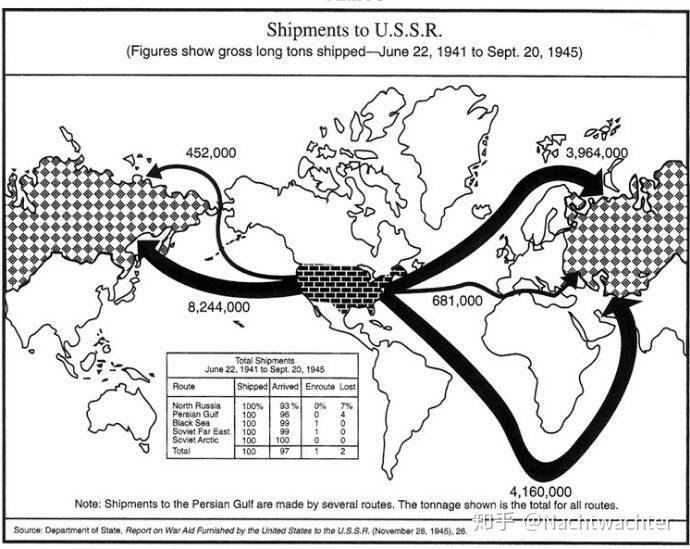 Shipments to U.S.S.R.
(Figures show gross long tons shipped—June 22, 1941 to Sept. 20, 1945)
452,000
3,964,000
8,244,000
681,000
Total Shipments
June 22, 1941 to Sept. 20, 1945
Route Shipped Arrived Enroute Lost
North Russia 100% 93% 0% 7%
Persian Gulf 100 96 0 4
Black Sea 100 99 1 0
Soviet Far East 100 99 1 0
Soviet Arctic 100 100 0 0
Total 100 97 1 2
4,160,000
Note: Shipments to the Persian Gulf are made by several routes. The tonnage shown is the total for all routes.
知乎 @Nachtwachter
Source: Department of State, Report on War Aid Furnished by the United States to the U.S.S.R. (November 28, 1945), 26.